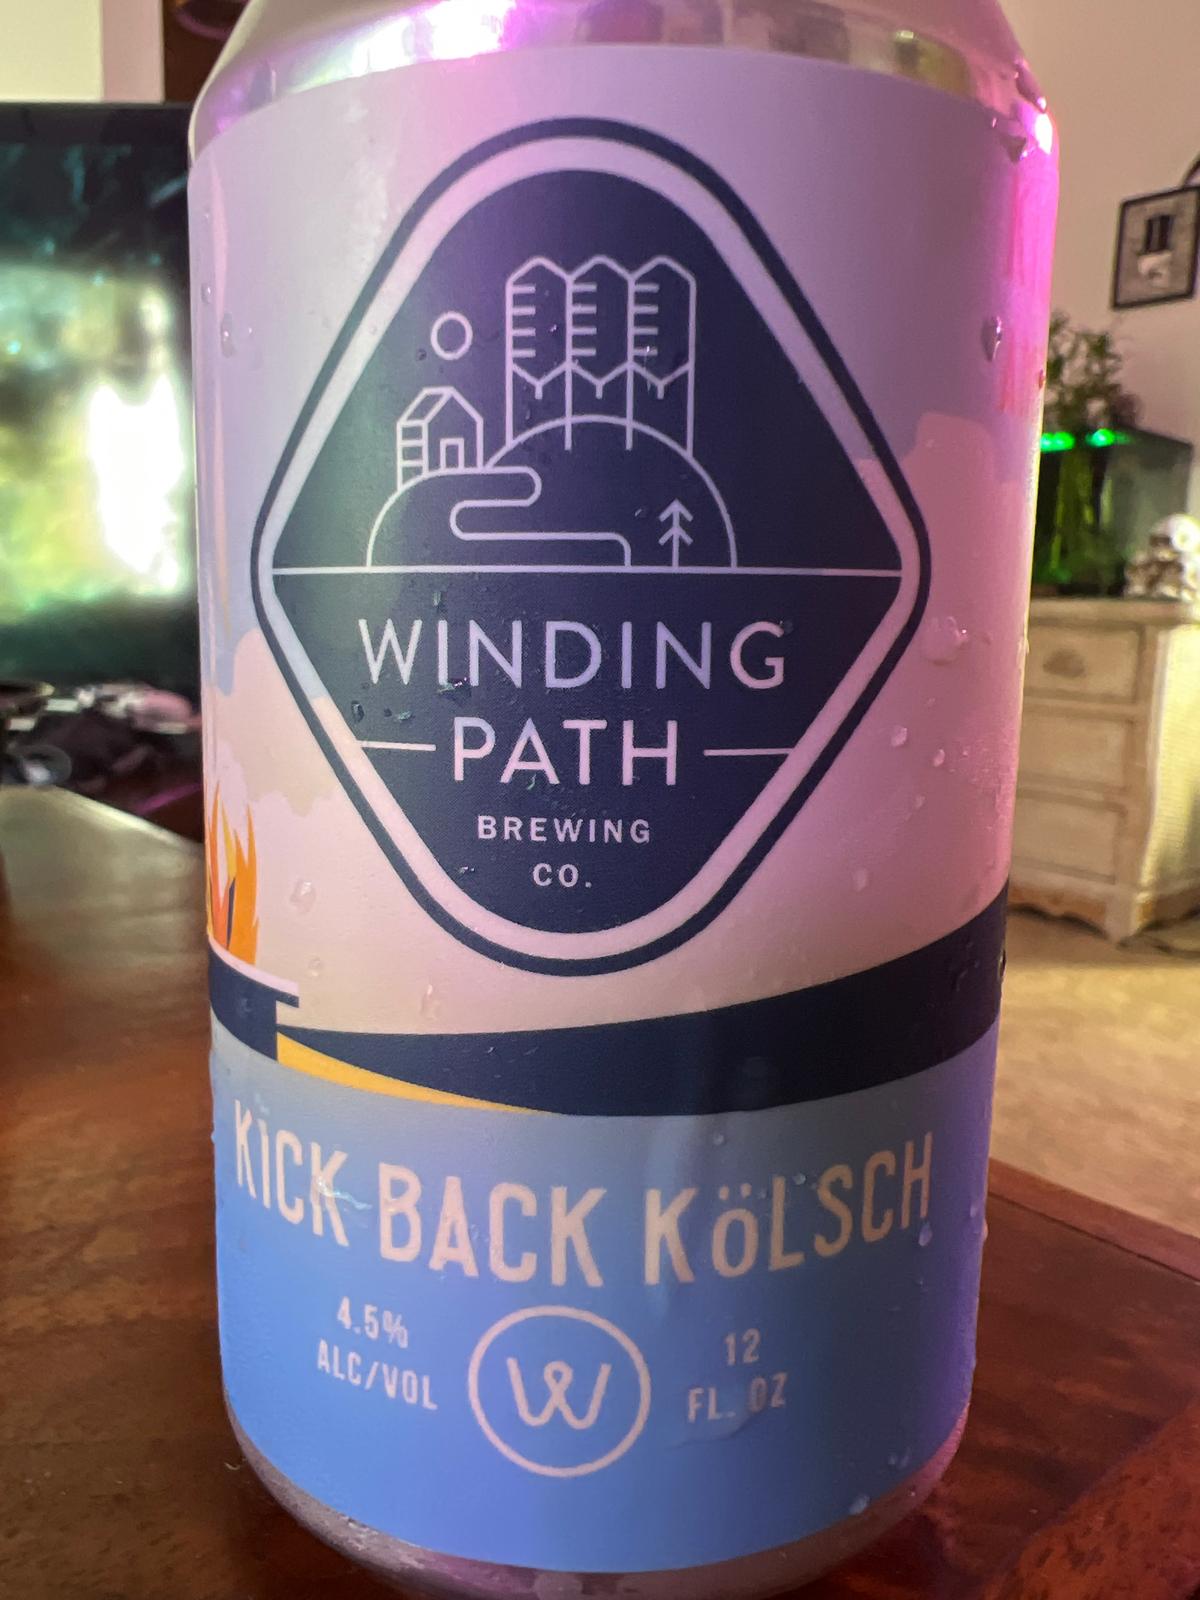 WINDING
PATH
BREWING
CO.
KICK BACK KÖLSCH
4.5%
ALC/VOL
W
12
FL. OZ